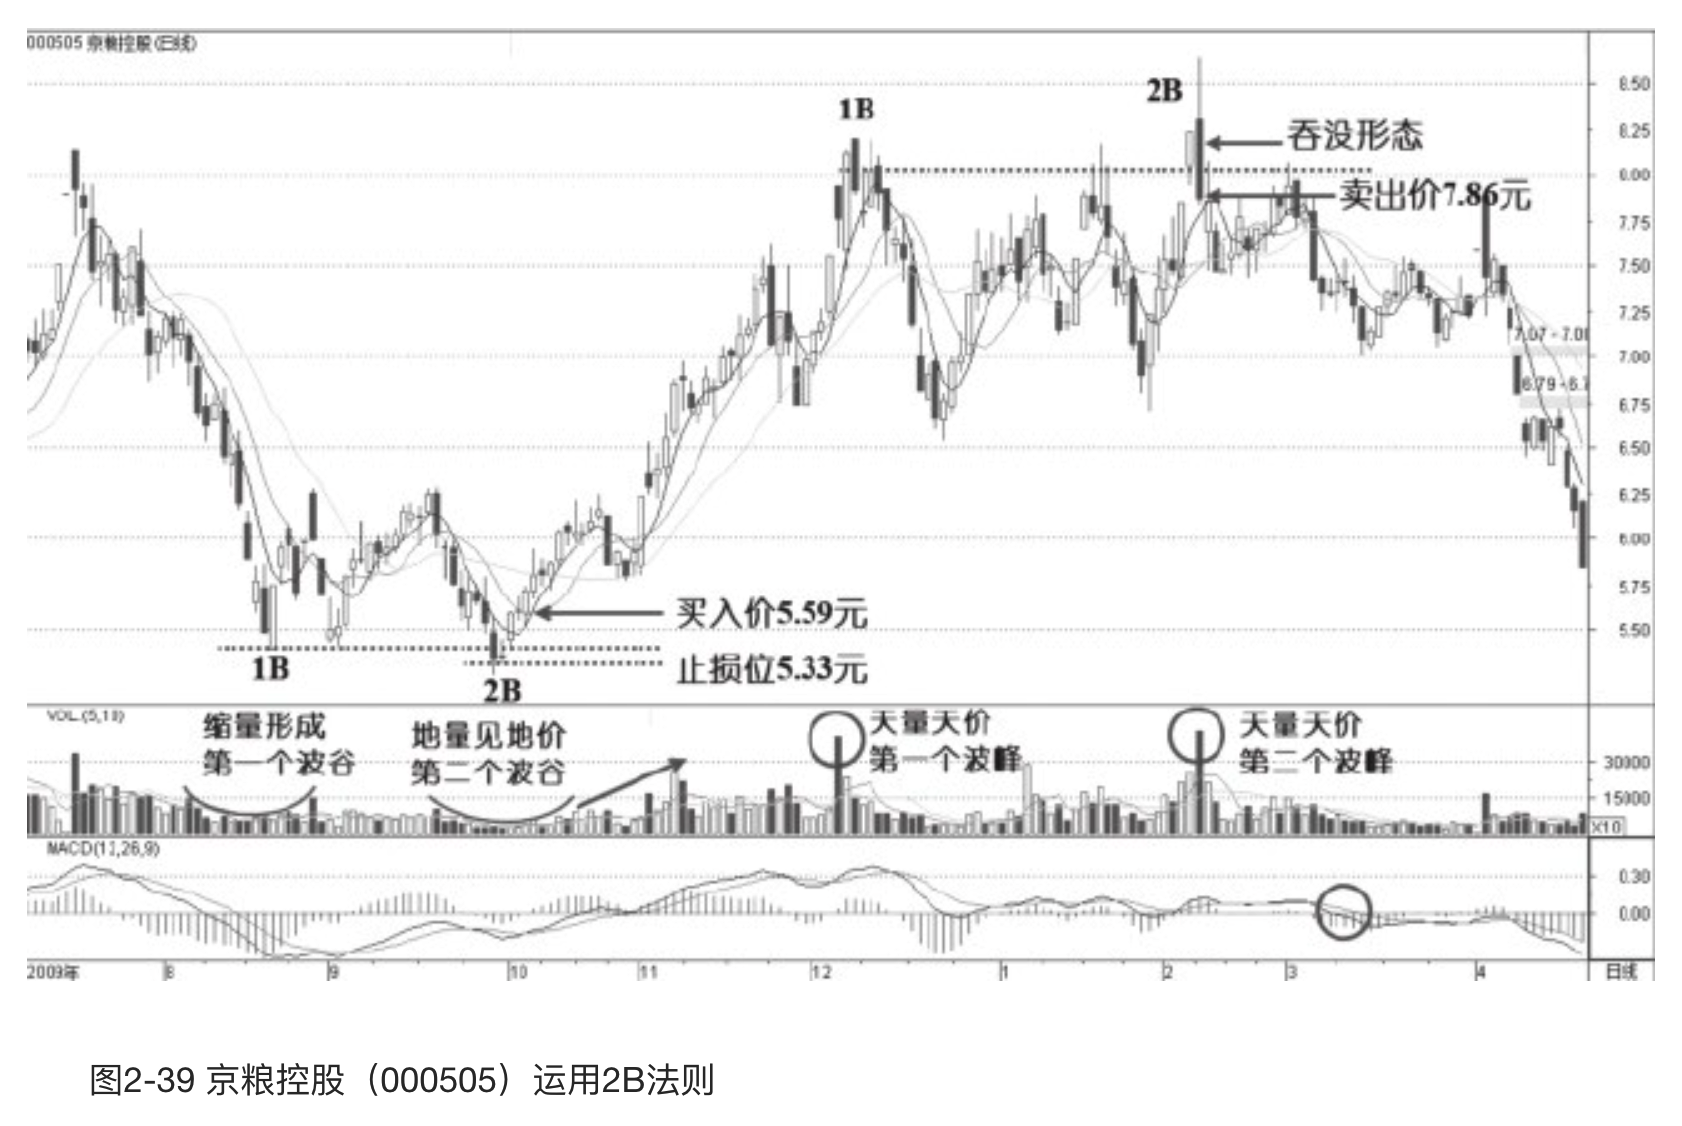 000505 京粮控股(日线)
8.50
2B
1B
8.25
吞没形态
8.00
卖出价7.86元
7.75
7.50
7.25
7.00
6.75
6.50
6.25
6.00
5.75
买入价5.59元
5.50
1B
止损位5.33元
2B
VOL.(5,10)
缩量形成
第一个波谷
地量见地价
第二个波谷
天量天价
第一个波峰
天量天价
第二个波峰
30000
15000
X10
MACD(12,26,9)
0.30
0.00
2009年 8 9 10 11 12 1 2 3 4 日线
图2-39 京粮控股（000505）运用2B法则